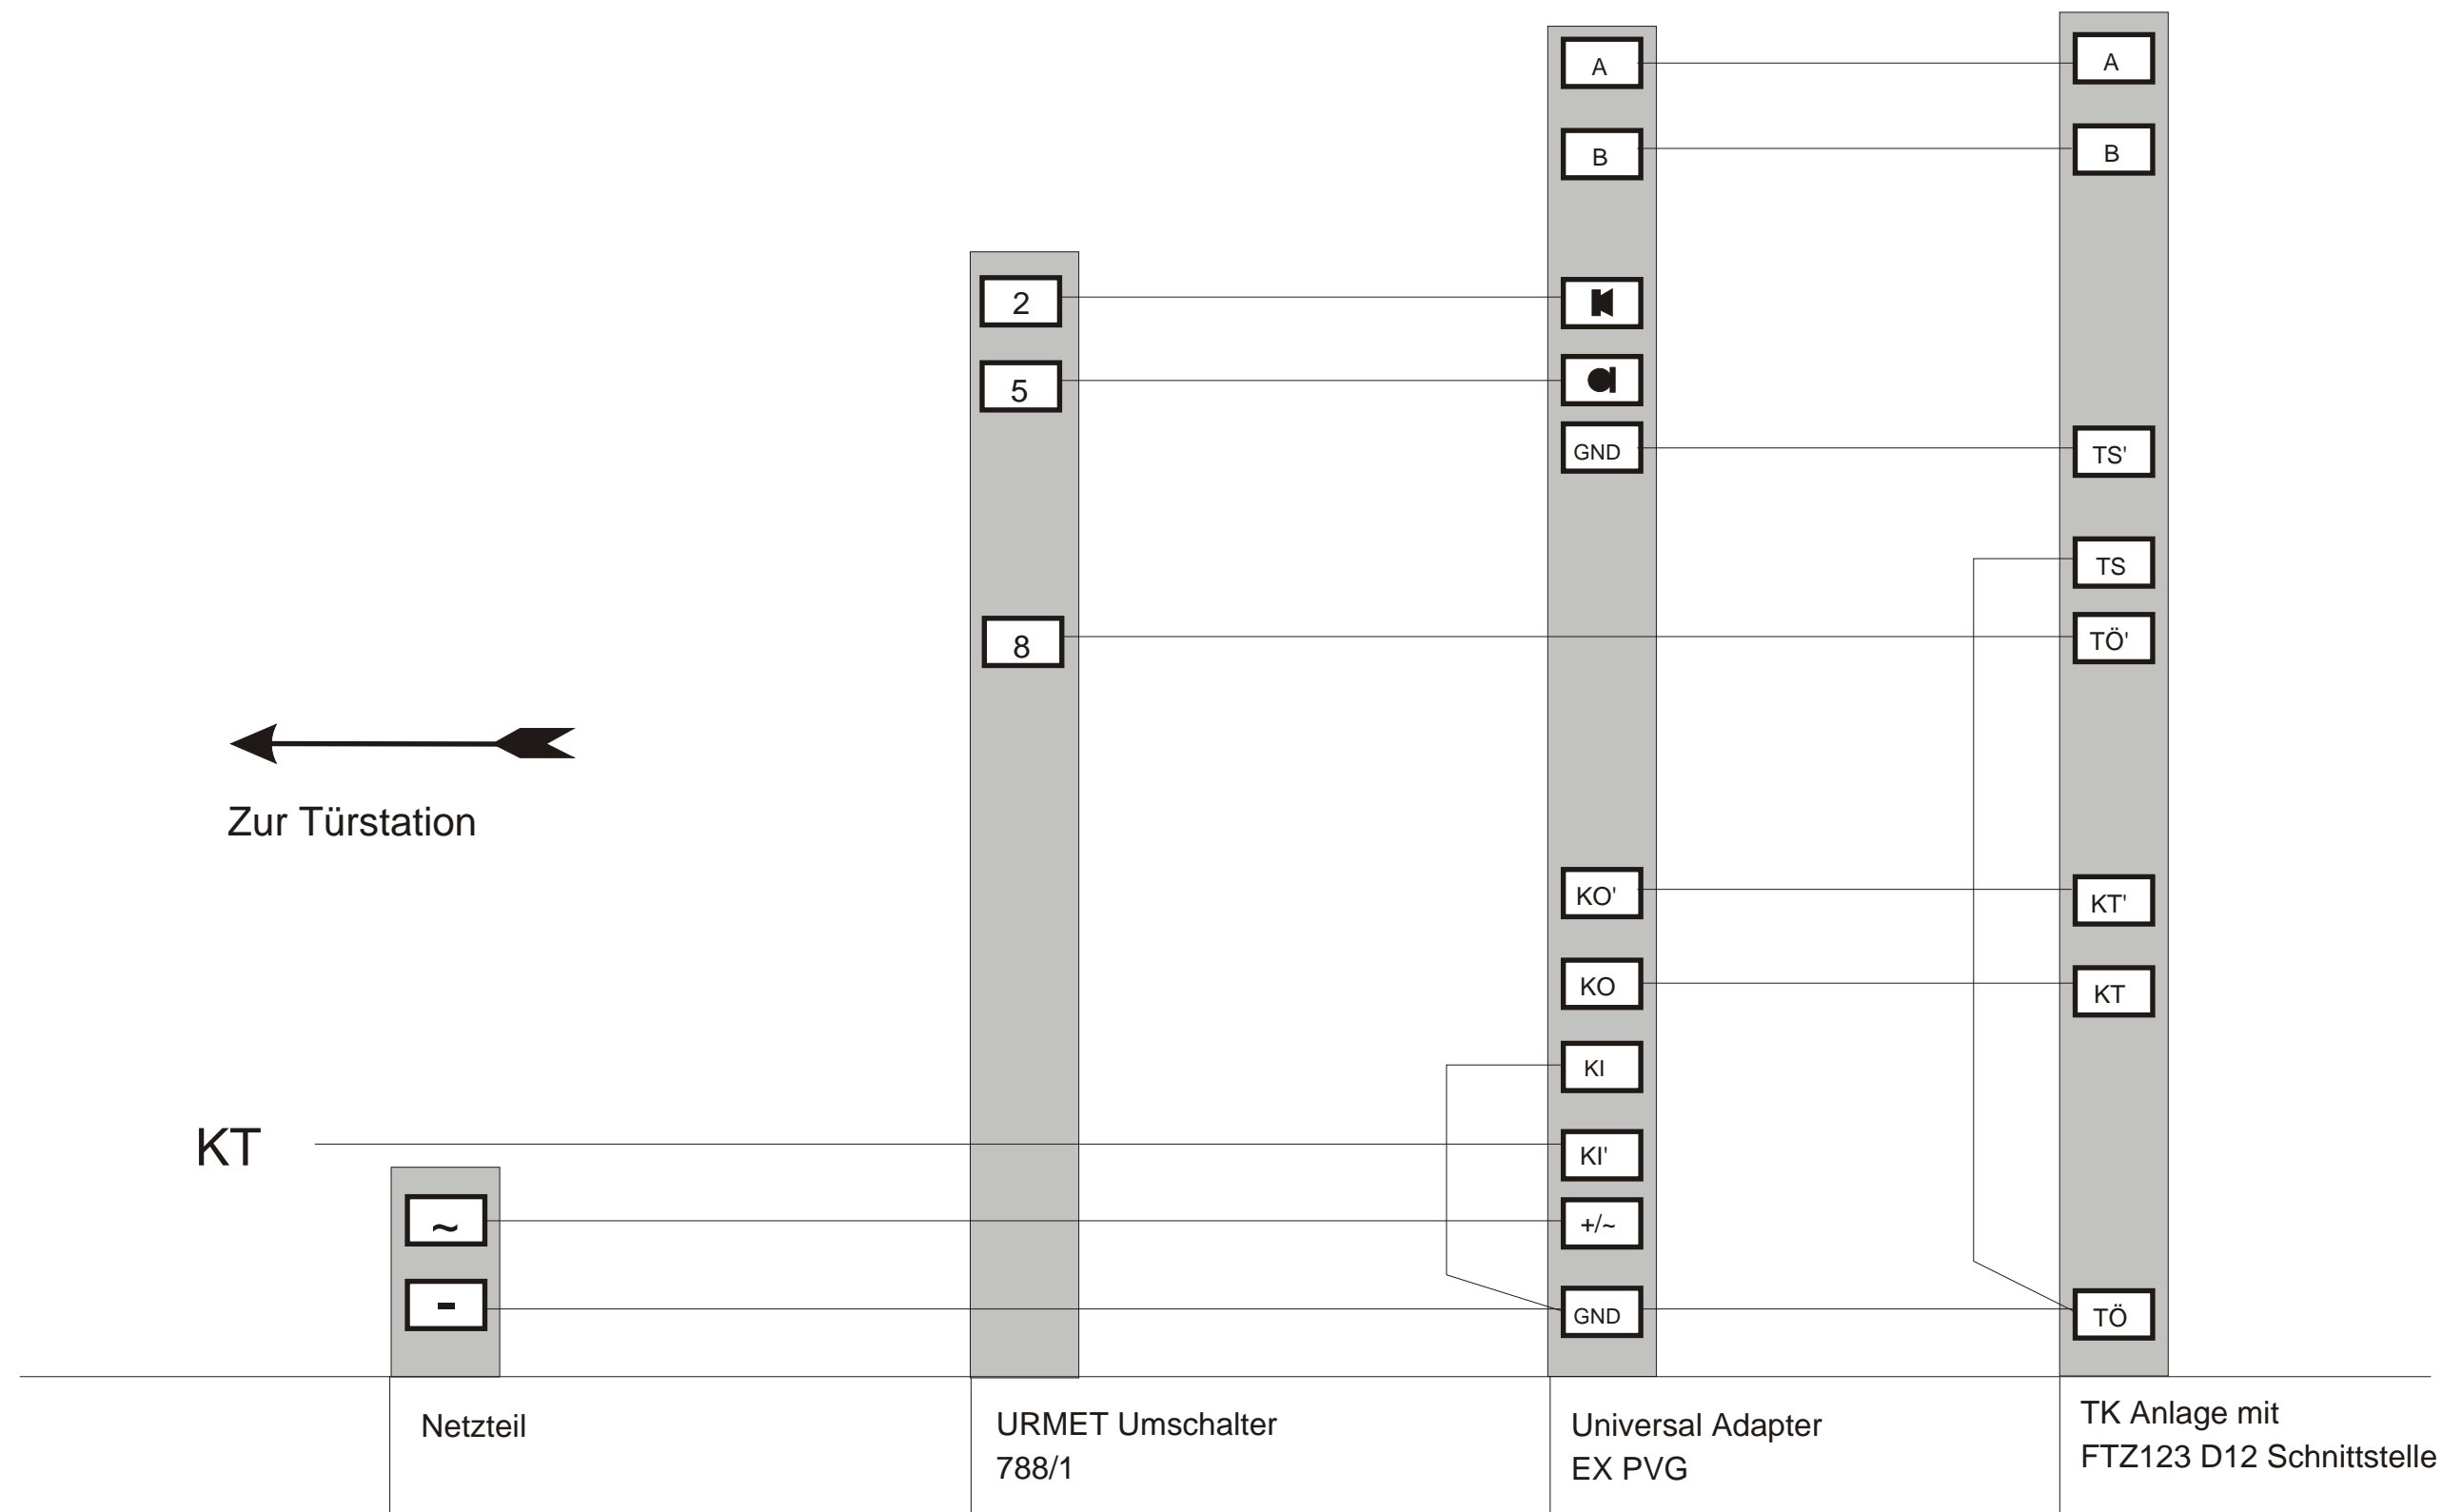 A
A
B
B
2
5
GND
TS'
TS
8
TÖ'
Zur Türstation
KO'
KT'
KO
KT
KI
KT
KI'
~
+/~
-
GND
TÖ
Netzteil
URMET Umschalter
788/1
Universal Adapter
EX PVG
TK Anlage mit
FTZ123 D12 Schnittstelle